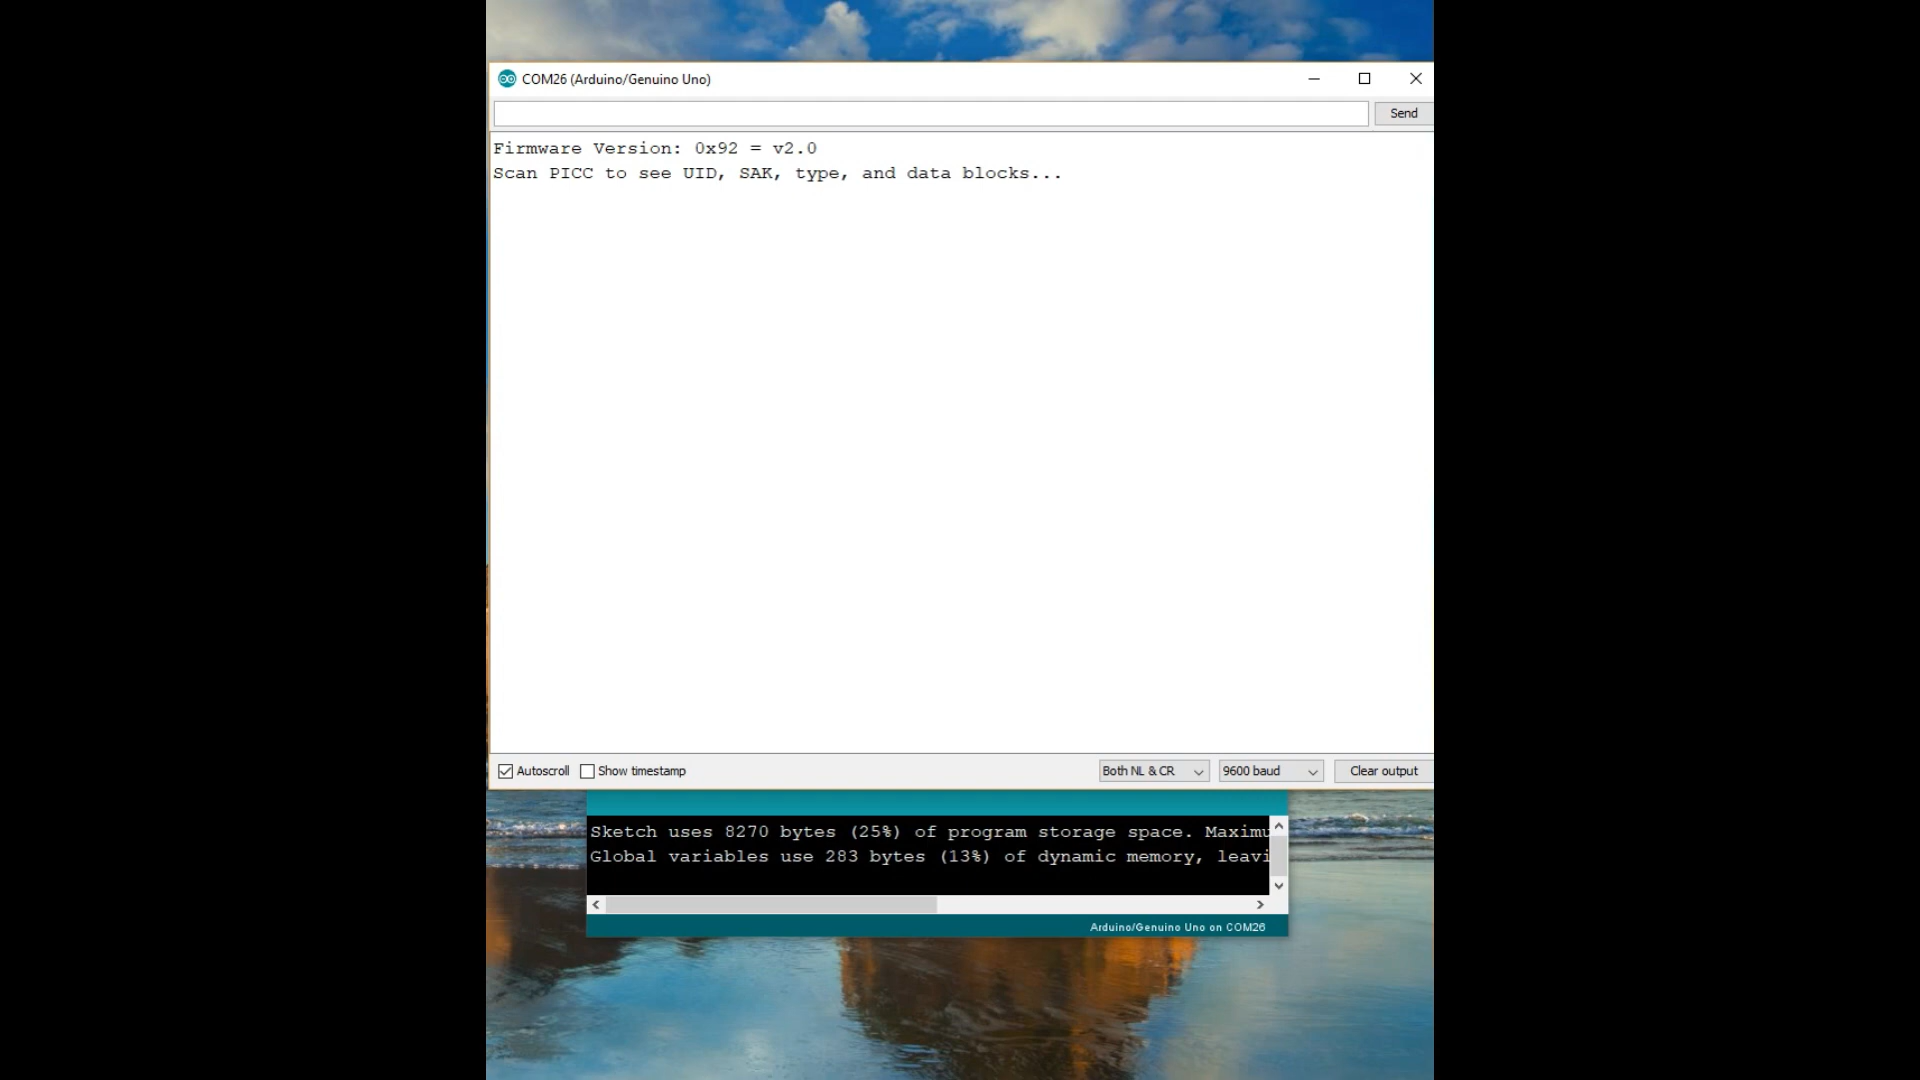 COM26 (Arduino/Genuino Uno)
Send
Firmware Version: 0x92 = v2.0
Scan PICC to see UID, SAK, type, and data blocks...
Autoscroll
Show timestamp
Both NL & CR
9600 baud
Clear output
Sketch uses 8270 bytes (25%) of program storage space. Maximu
Global variables use 283 bytes (13%) of dynamic memory, leavi
Arduino/Genuino Uno on COM26